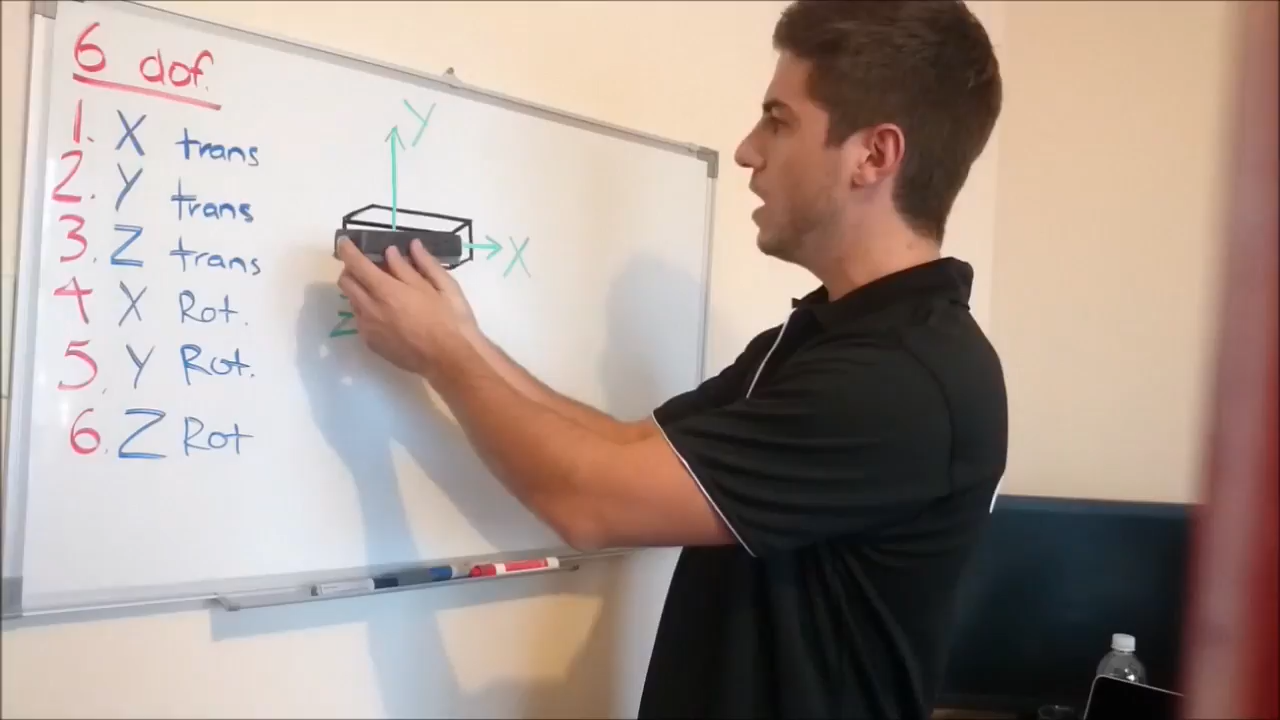 6 dof.
1. X trans
2. Y trans
3. Z trans
4 X Rot.
5. Y Rot.
6. Z Rot
Y
X
Z